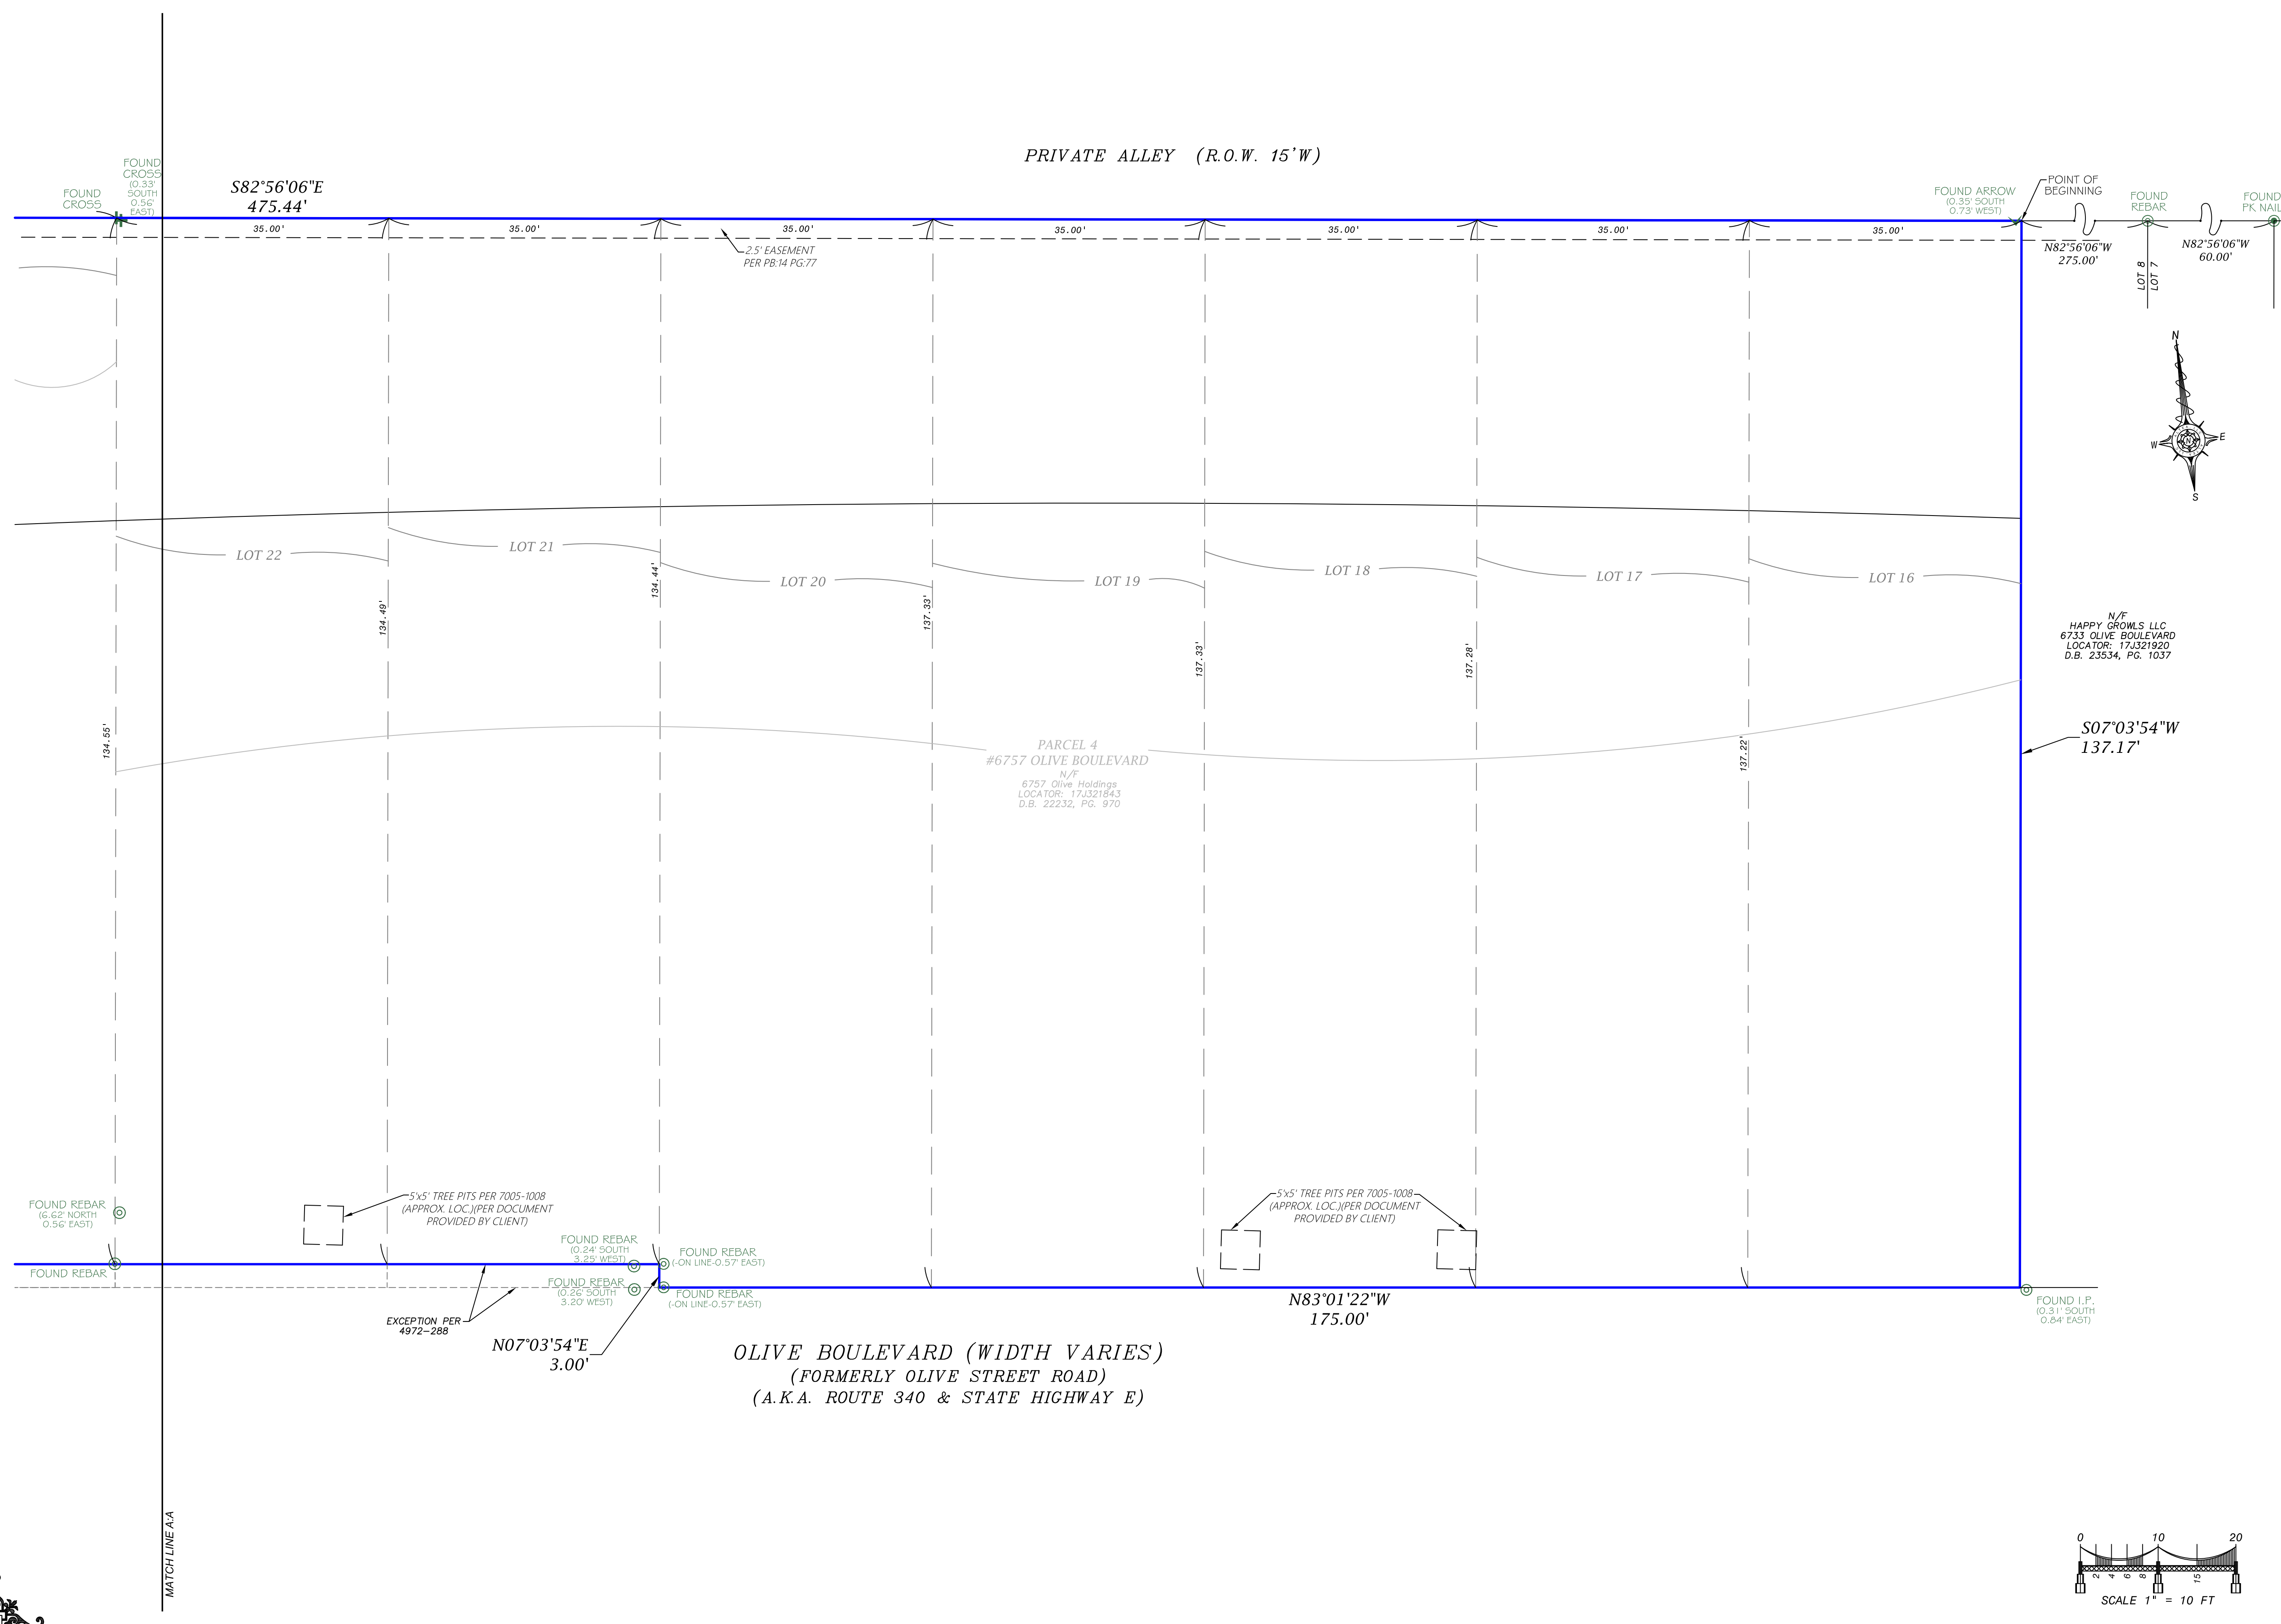 PRIVATE ALLEY (R.O.W. 15'W)
FOUND
CROSS
(0.33'
SOUTH
0.56'
EAST)
FOUND
CROSS
S82°56'06"E
475.44'
FOUND ARROW
(0.35' SOUTH
0.73' WEST)
POINT OF
BEGINNING
FOUND
REBAR
FOUND
PK NAIL
35.00'
35.00'
35.00'
35.00'
35.00'
35.00'
35.00'
2.5' EASEMENT
PER PB:14 PG:77
N82°56'06"W
275.00'
N82°56'06"W
60.00'
LOT 8
LOT 7
N
W
E
N
S
LOT 22
LOT 21
LOT 20
LOT 19
LOT 18
LOT 17
LOT 16
134.55'
134.49'
134.44'
137.33'
137.33'
137.28'
137.22'
N/F
HAPPY GROWLS LLC
6733 OLIVE BOULEVARD
LOCATOR: 17J321920
D.B. 23534, PG. 1037
S07°03'54"W
137.17'
PARCEL 4
#6757 OLIVE BOULEVARD
N/F
6757 Olive Holdings
LOCATOR: 17J321843
D.B. 22232, PG. 970
FOUND REBAR
(6.62' NORTH
0.56' EAST)
5'x5' TREE PITS PER 7005-1008
(APPROX. LOC.)(PER DOCUMENT
PROVIDED BY CLIENT)
5'x5' TREE PITS PER 7005-1008
(APPROX. LOC.)(PER DOCUMENT
PROVIDED BY CLIENT)
FOUND REBAR
FOUND REBAR
(0.24' SOUTH
3.25' WEST)
FOUND REBAR
(-ON LINE-0.57' EAST)
FOUND REBAR
(0.26' SOUTH
3.20' WEST)
FOUND REBAR
(-ON LINE-0.57' EAST)
EXCEPTION PER
4972-288
N07°03'54"E
3.00'
N83°01'22"W
175.00'
FOUND I.P.
(0.31' SOUTH
0.84' EAST)
OLIVE BOULEVARD (WIDTH VARIES)
(FORMERLY OLIVE STREET ROAD)
(A.K.A. ROUTE 340 & STATE HIGHWAY E)
MATCH LINE A:A
0 10 20
2 4 6 8 15
SCALE 1" = 10 FT